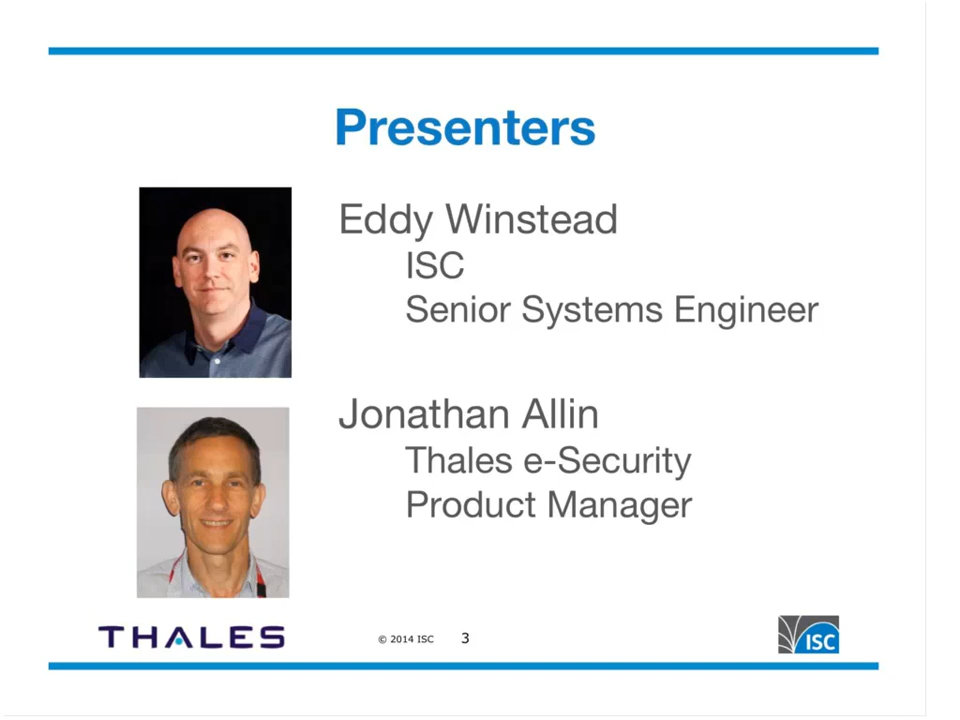 Presenters
Eddy Winstead
ISC
Senior Systems Engineer
Jonathan Allin
Thales e-Security
Product Manager
THALES
© 2014 ISC 3
ISC